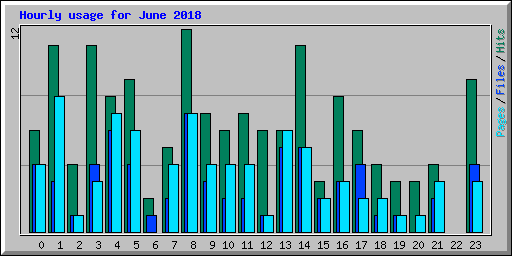 Hourly usage for June 2018
12
Pages / Files / Hits
0 1 2 3 4 5 6 7 8 9 10 11 12 13 14 15 16 17 18 19 20 21 22 23